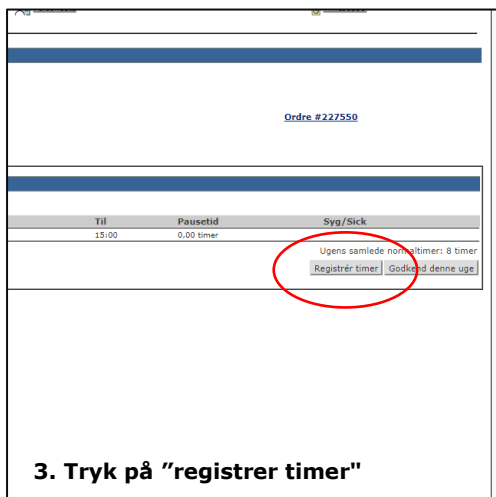 Ordre #227550
Til Pausetid Syg/Sick
15:00 0,00 timer
Ugens samlede normaltimer: 8 timer
Registrér timer Godkend denne uge
3. Tryk på ”registrer timer"